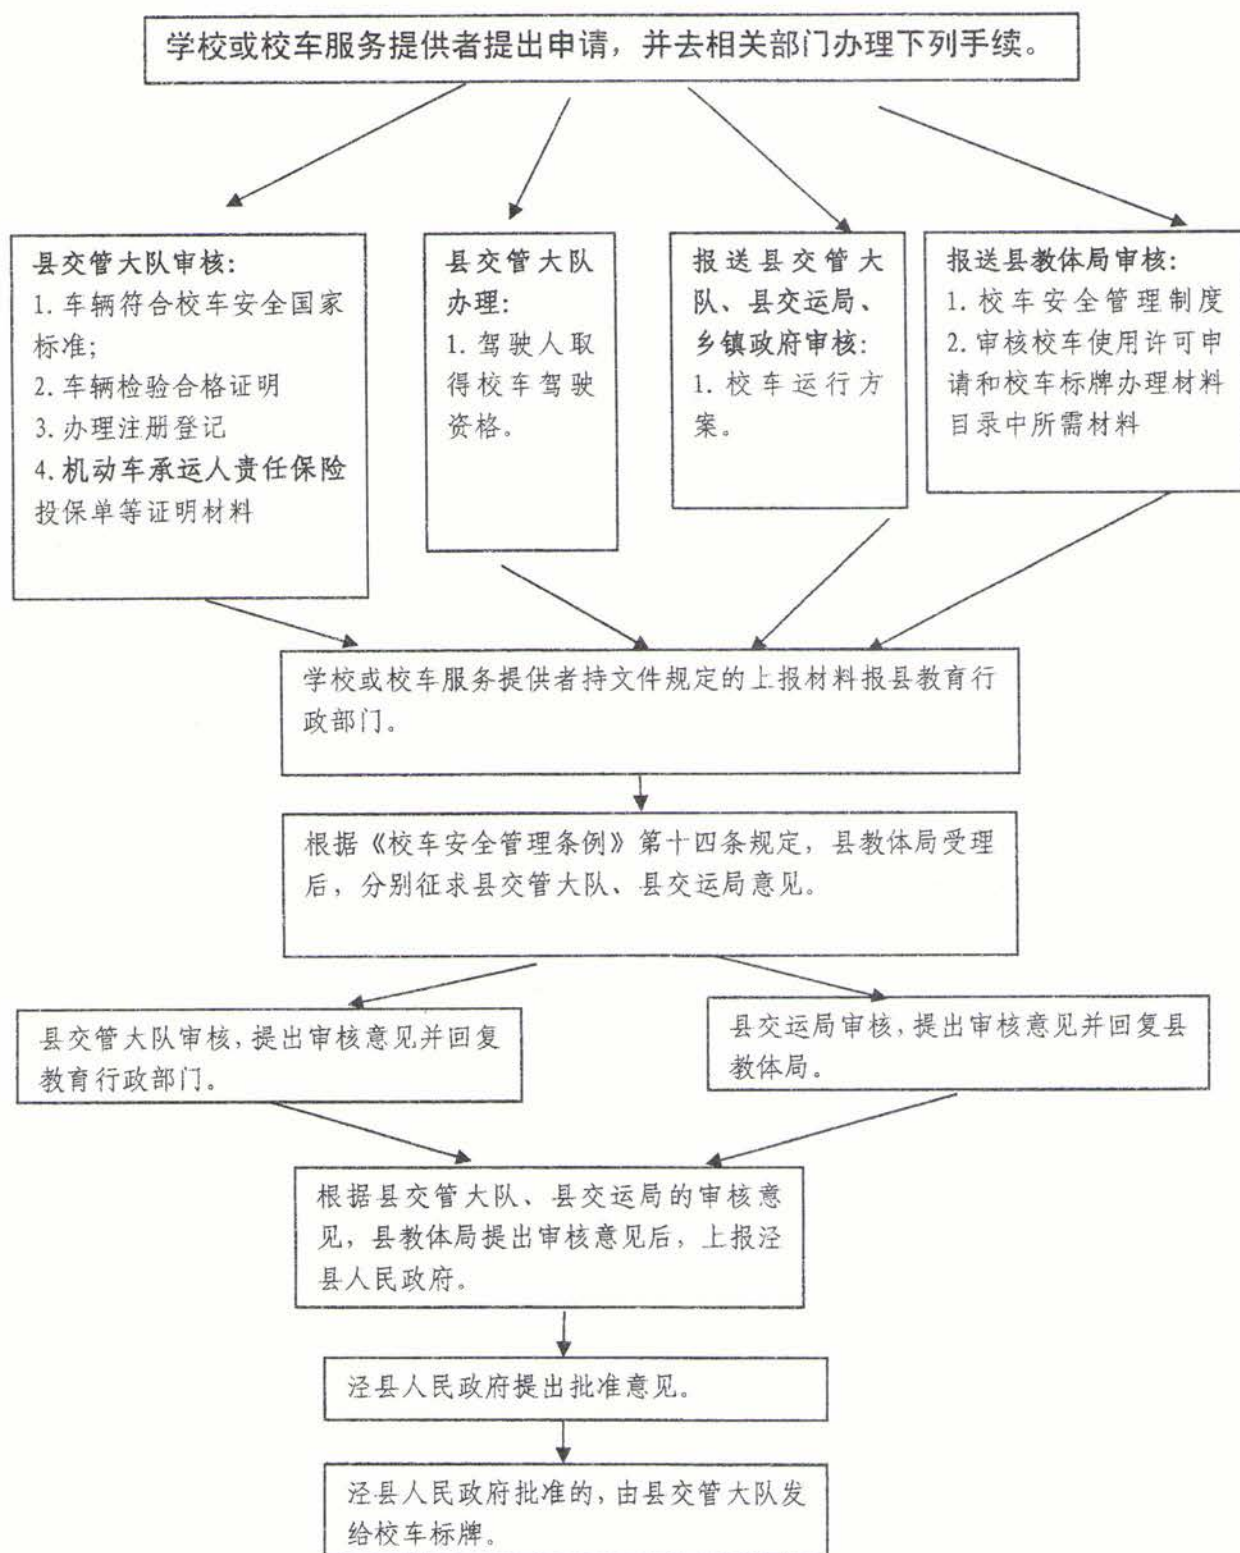 学校或校车服务提供者提出申请，并去相关部门办理下列手续。
县交管大队审核：
1. 车辆符合校车安全国家
标准；
2. 车辆检验合格证明
3. 办理注册登记
4. 机动车承运人责任保险
投保单等证明材料
县交管大队
办理：
1. 驾驶人取
得校车驾驶
资格。
报送县交管大
队、县交运局、
乡镇政府审核：
1. 校车运行方
案。
报送县教体局审核：
1. 校车安全管理制度
2. 审核校车使用许可申
请和校车标牌办理材料
目录中所需材料
学校或校车服务提供者持文件规定的上报材料报县教育行
政部门。
根据《校车安全管理条例》第十四条规定，县教体局受理
后，分别征求县交管大队、县交运局意见。
县交管大队审核，提出审核意见并回复
教育行政部门。
县交运局审核，提出审核意见并回复县
教体局。
根据县交管大队、县交运局的审核意
见，县教体局提出审核意见后，上报泾
县人民政府。
泾县人民政府提出批准意见。
泾县人民政府批准的，由县交管大队发
给校车标牌。